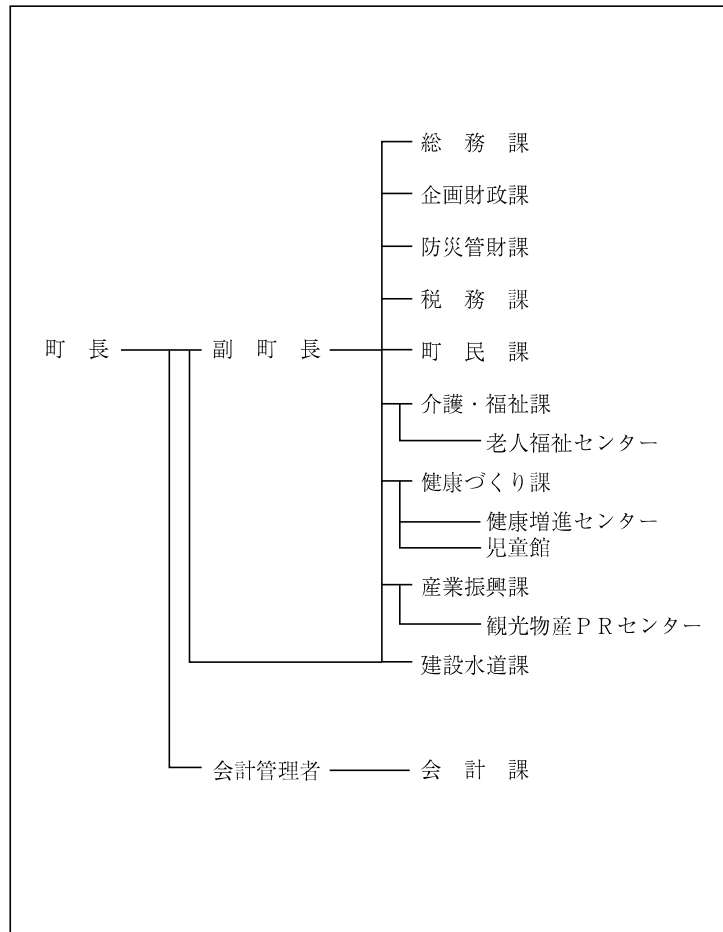 総　務　課
企画財政課
防災管財課
税　務　課
町　長
副　町　長
町　民　課
介護・福祉課
老人福祉センター
健康づくり課
健康増進センター
児童館
産業振興課
観光物産ＰＲセンター
建設水道課
会計管理者
会　計　課